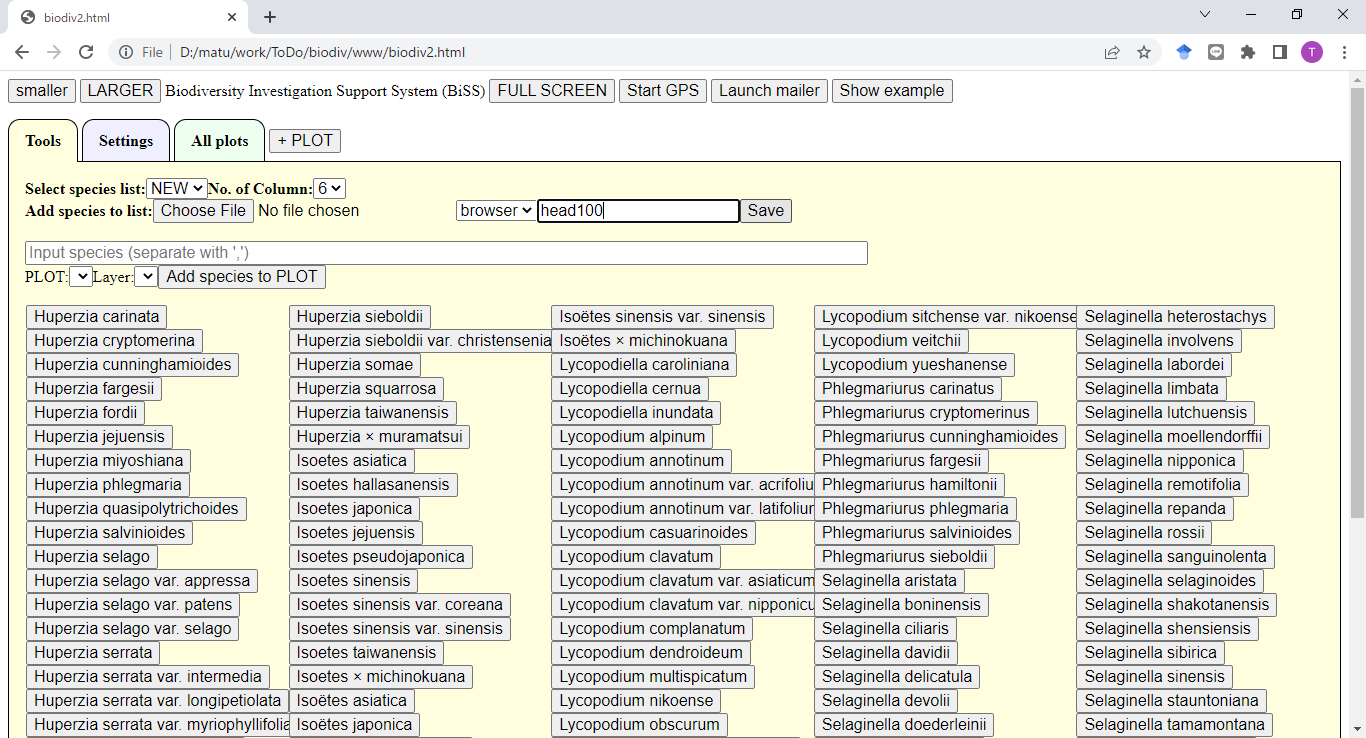 biodiv2.html
File D:/matu/work/ToDo/biodiv/www/biodiv2.html T
smaller LARGER Biodiversity Investigation Support System (BiSS) FULL SCREEN Start GPS Launch mailer Show example
Tools Settings All plots + PLOT
Select species list: NEW No. of Column: 6
Add species to list: Choose File No file chosen browser head100 Save
Input species (separate with ',')
PLOT: Layer: Add species to PLOT
Huperzia carinata Huperzia sieboldii Isoëtes sinensis var. sinensis Lycopodium sitchense var. nikoense Selaginella heterostachys
Huperzia cryptomerina Huperzia sieboldii var. christensenia Isoëtes × michinokuana Lycopodium veitchii Selaginella involvens
Huperzia cunninghamioides Huperzia somae Lycopodiella caroliniana Lycopodium yueshanense Selaginella labordei
Huperzia fargesii Huperzia squarrosa Lycopodiella cernua Phlegmariurus carinatus Selaginella limbata
Huperzia fordii Huperzia taiwanensis Lycopodiella inundata Phlegmariurus cryptomerinus Selaginella lutchuensis
Huperzia jejuensis Huperzia × muramatsui Lycopodium alpinum Phlegmariurus cunninghamioides Selaginella moellendorffii
Huperzia miyoshiana Isoetes asiatica Lycopodium annotinum Phlegmariurus fargesii Selaginella nipponica
Huperzia phlegmaria Isoetes hallasanensis Lycopodium annotinum var. acrifoliu Phlegmariurus hamiltonii Selaginella remotifolia
Huperzia quasipolytrichoides Isoetes japonica Lycopodium annotinum var. latifoliur Phlegmariurus phlegmaria Selaginella repanda
Huperzia salvinioides Isoetes jejuensis Lycopodium casuarinoides Phlegmariurus salvinioides Selaginella rossii
Huperzia selago Isoetes pseudojaponica Lycopodium clavatum Phlegmariurus sieboldii Selaginella sanguinolenta
Huperzia selago var. appressa Isoetes sinensis Lycopodium clavatum var. asiaticum Selaginella aristata Selaginella selaginoides
Huperzia selago var. patens Isoetes sinensis var. coreana Lycopodium clavatum var. nipponicu Selaginella boninensis Selaginella shakotanensis
Huperzia selago var. selago Isoetes sinensis var. sinensis Lycopodium complanatum Selaginella ciliaris Selaginella shensiensis
Huperzia serrata Isoetes taiwanensis Lycopodium dendroideum Selaginella davidii Selaginella sibirica
Huperzia serrata var. intermedia Isoetes × michinokuana Lycopodium multispicatum Selaginella delicatula Selaginella sinensis
Huperzia serrata var. longipetiolata Isoëtes asiatica Lycopodium nikoense Selaginella devolii Selaginella stauntoniana
Huperzia serrata var. myriophyllifolia Isoëtes japonica Lycopodium obscurum Selaginella doederleinii Selaginella tamamontana